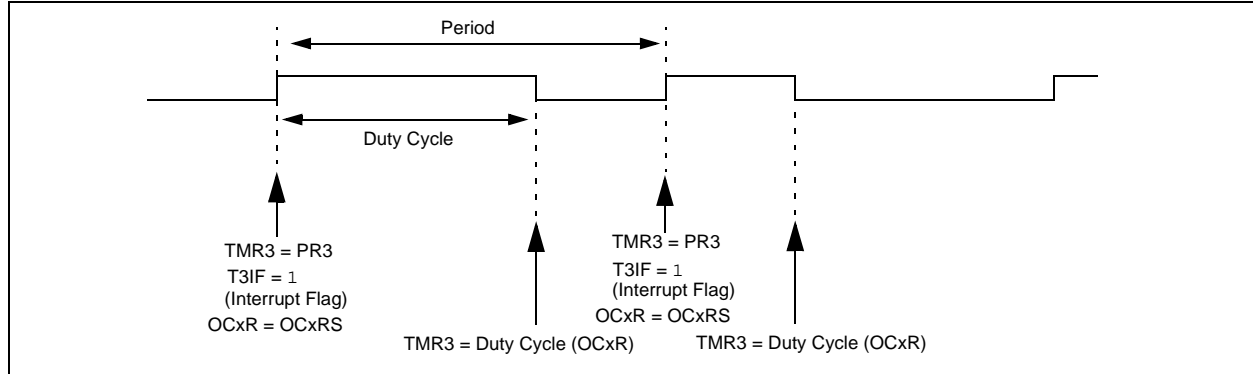 Period
Duty Cycle
TMR3 = PR3
T3IF = 1
(Interrupt Flag)
OCxR = OCxRS
TMR3 = Duty Cycle (OCxR)
TMR3 = PR3
T3IF = 1
(Interrupt Flag)
OCxR = OCxRS
TMR3 = Duty Cycle (OCxR)